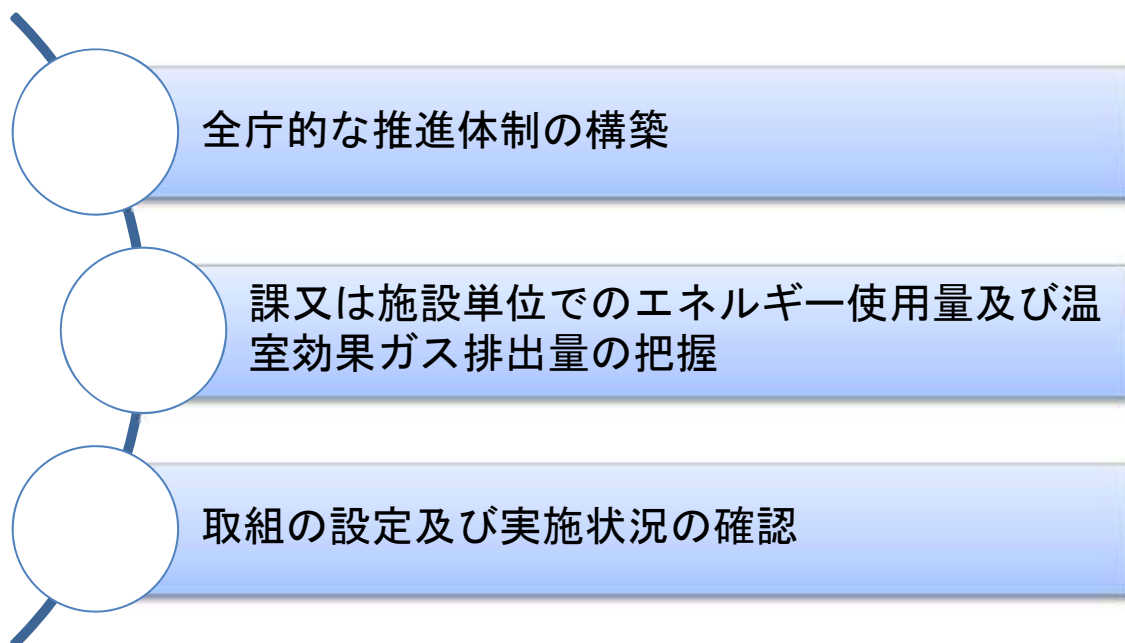 全庁的な推進体制の構築
課又は施設単位でのエネルギー使用量及び温
室効果ガス排出量の把握
取組の設定及び実施状況の確認